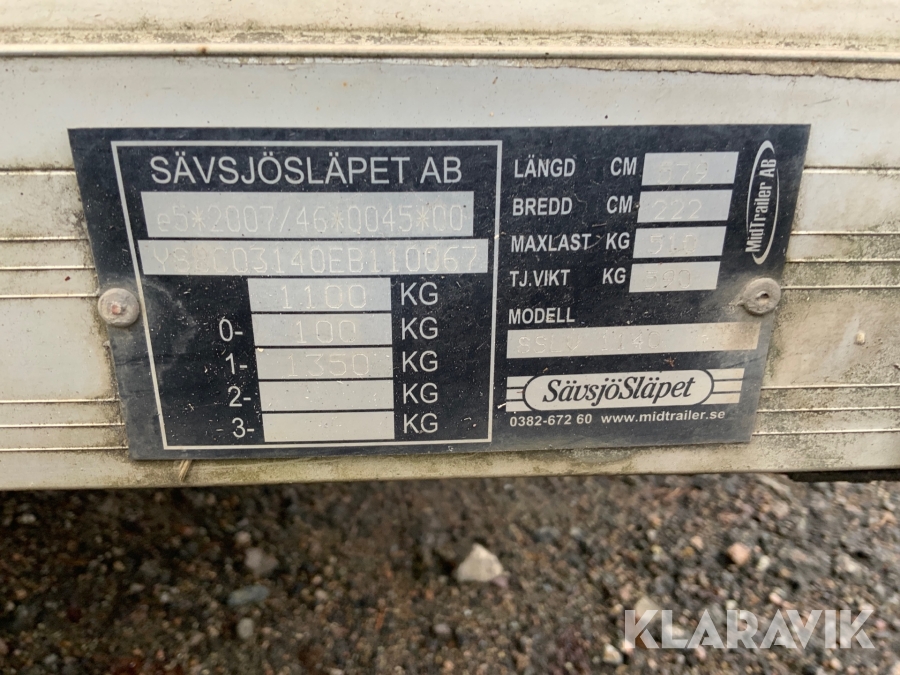 SÄVSJÖSLÄPET AB
e5*2007/46*0045*00
1100 KG
0- 100 KG
1- 1350 KG
2- KG
3- KG
LÄNGD CM
BREDD CM 222
MAXLAST KG 510
TJ.VIKT KG
MODELL
SävsjöSläpet
0382-672 60 www.midtrailer.se
MidTrailer AB
KLARAVIK